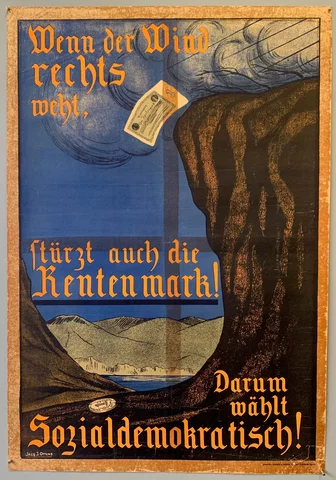 Wenn der Wind
rechts
weht,
stürzt auch die
Rentenmark!
Darum
wählt
Sozialdemokratisch!